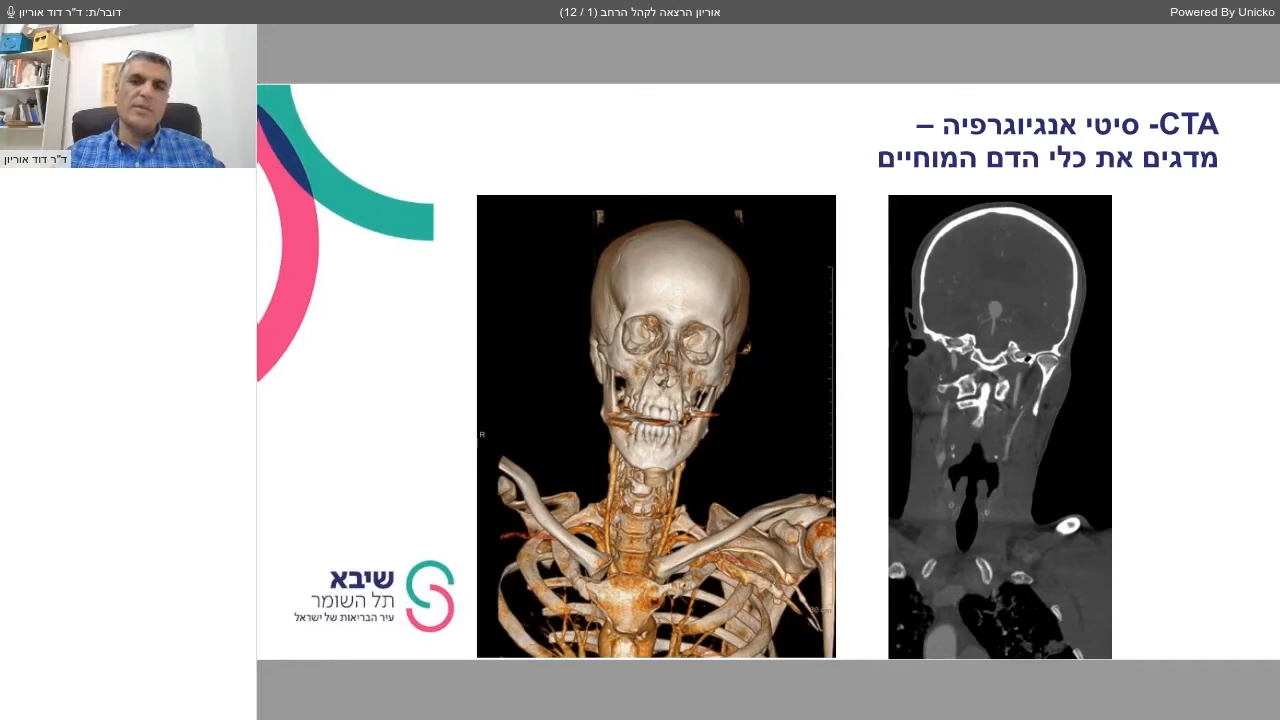 דובר/ת: ד"ר דוד אוריון
אוריון הרצאה לקהל הרחב (1 / 12)
Powered By Unicko
ד"ר דוד אוריון
CTA- סיטי אנגיוגרפיה –
מדגים את כלי הדם המוחיים
R
שיבא
תל השומר
עיר הבריאות של ישראל